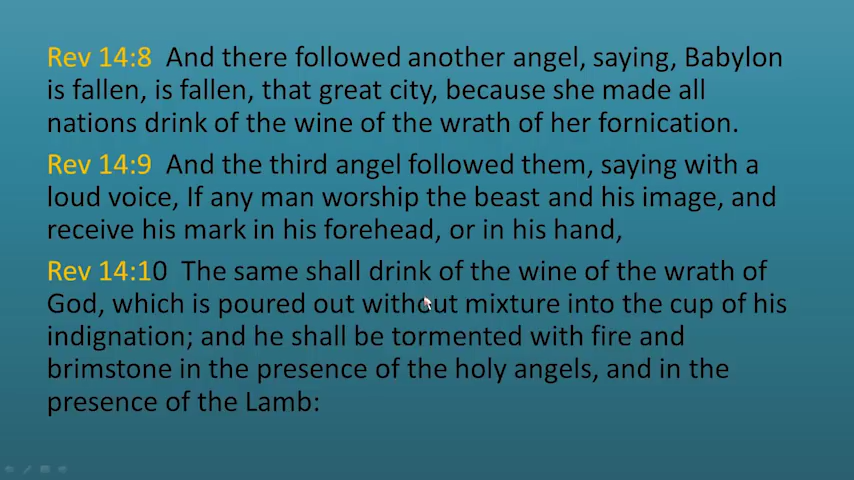 Rev 14:8  And there followed another angel, saying, Babylon
is fallen, is fallen, that great city, because she made all
nations drink of the wine of the wrath of her fornication.
Rev 14:9  And the third angel followed them, saying with a
loud voice, If any man worship the beast and his image, and
receive his mark in his forehead, or in his hand,
Rev 14:10  The same shall drink of the wine of the wrath of
God, which is poured out without mixture into the cup of his
indignation; and he shall be tormented with fire and
brimstone in the presence of the holy angels, and in the
presence of the Lamb: